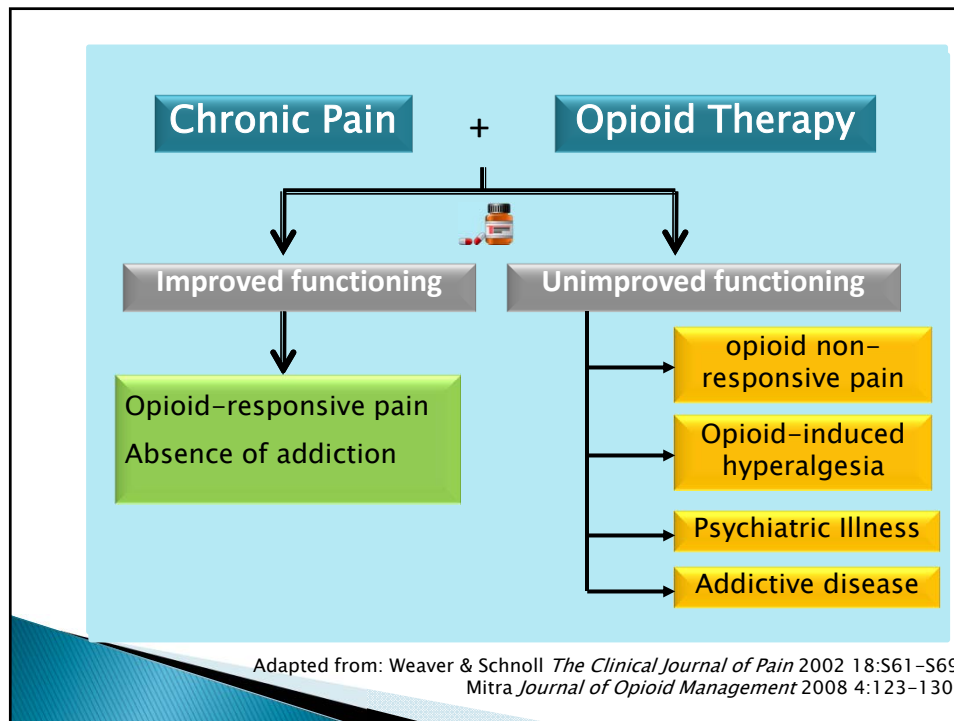 Chronic Pain + Opioid Therapy
Improved functioning
Unimproved functioning
Opioid-responsive pain
Absence of addiction
opioid non-
responsive pain
Opioid-induced
hyperalgesia
Psychiatric Illness
Addictive disease
Adapted from: Weaver & Schnoll The Clinical Journal of Pain 2002 18:S61-S69
Mitra Journal of Opioid Management 2008 4:123-130